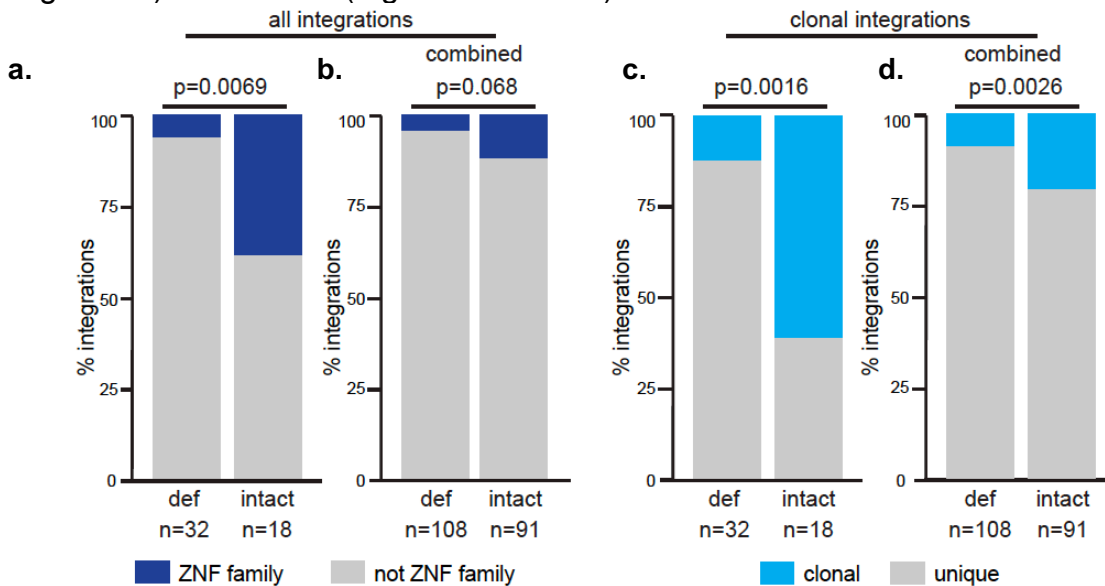 all integrations
clonal integrations
combined
combined
a.
b.
c.
d.
p=0.0069
p=0.068
p=0.0016
p=0.0026
% integrations
100
75
50
25
0
def
intact
n=32
n=18
% integrations
100
75
50
25
0
def
intact
n=108
n=91
% integrations
100
75
50
25
0
def
intact
n=32
n=18
% integrations
100
75
50
25
0
def
intact
n=108
n=91
ZNF family
not ZNF family
clonal
unique